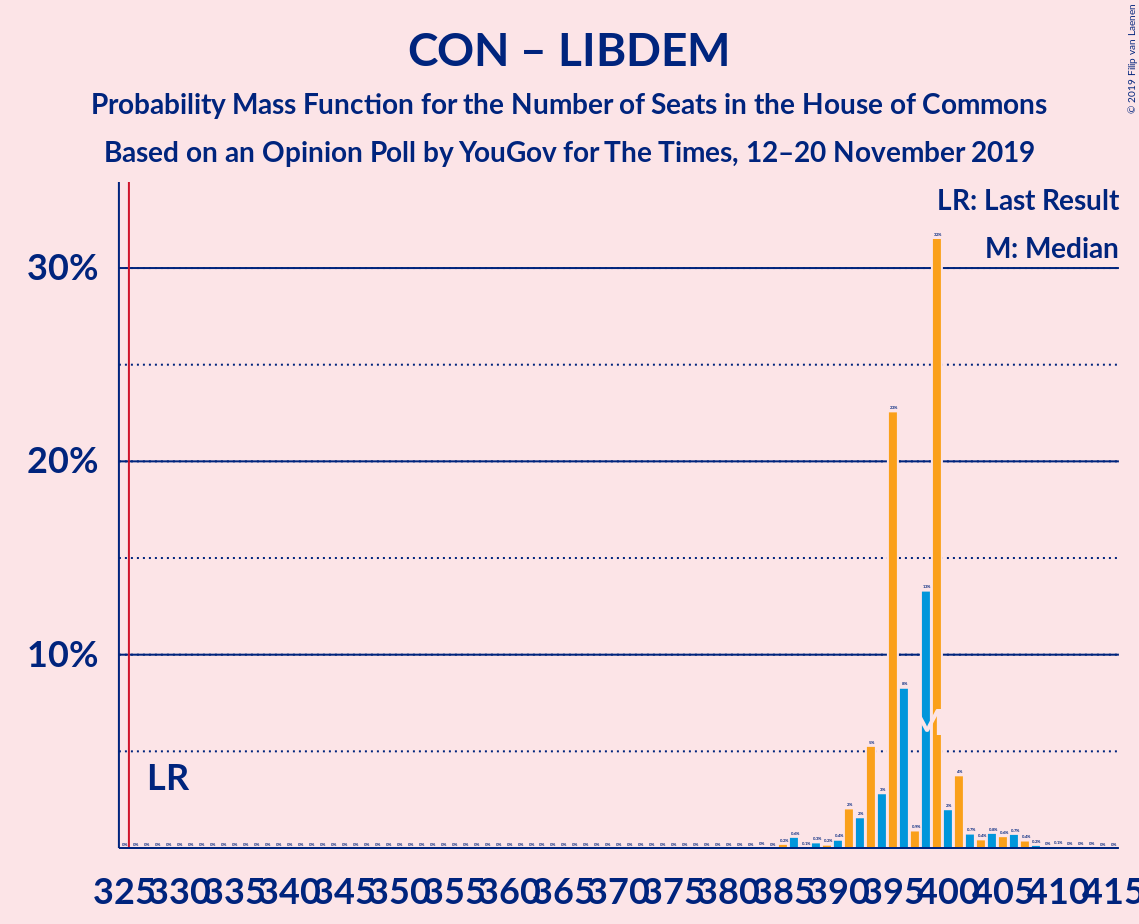 CON – LIBDEM
Probability Mass Function for the Number of Seats in the House of Commons
Based on an Opinion Poll by YouGov for The Times, 12–20 November 2019
© 2019 Filip van Laenen
LR: Last Result
M: Median
30%
20%
10%
LR
M
325 330 335 340 345 350 355 360 365 370 375 380 385 390 395 400 405 410 415